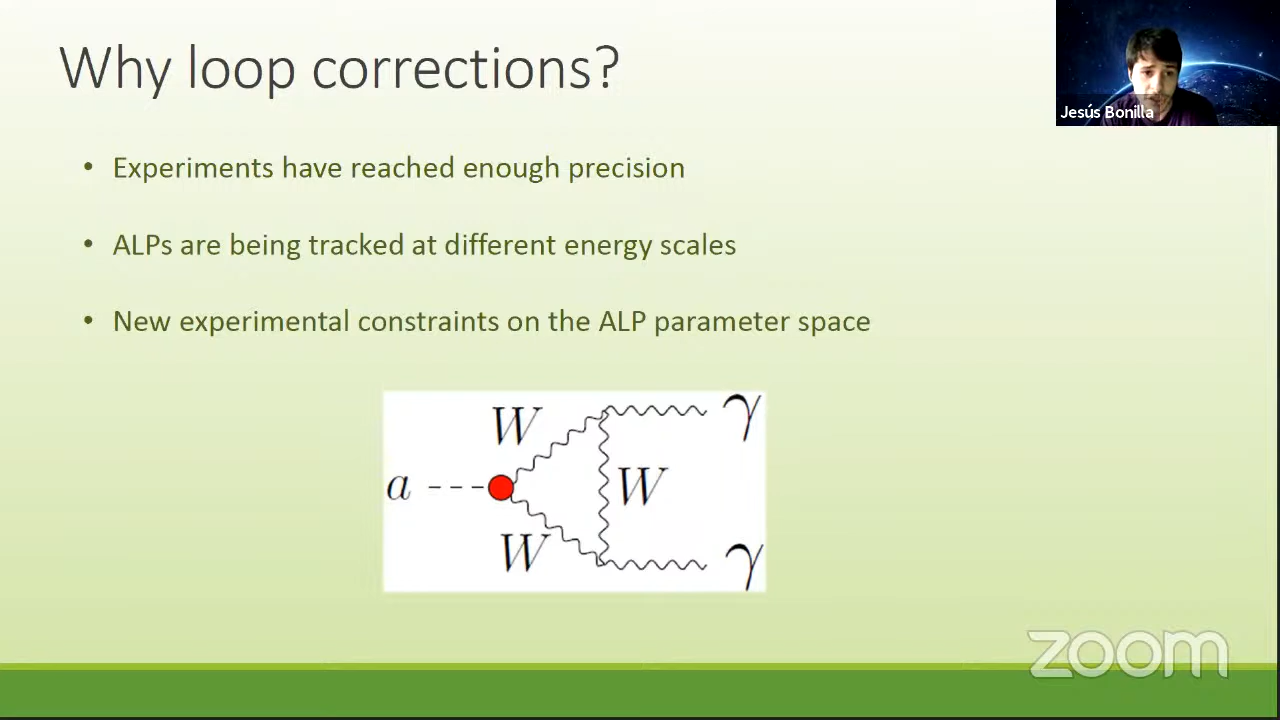 Why loop corrections?
Jesús Bonilla
• Experiments have reached enough precision
• ALPs are being tracked at different energy scales
• New experimental constraints on the ALP parameter space
W
γ
a
W
W
γ
zoom